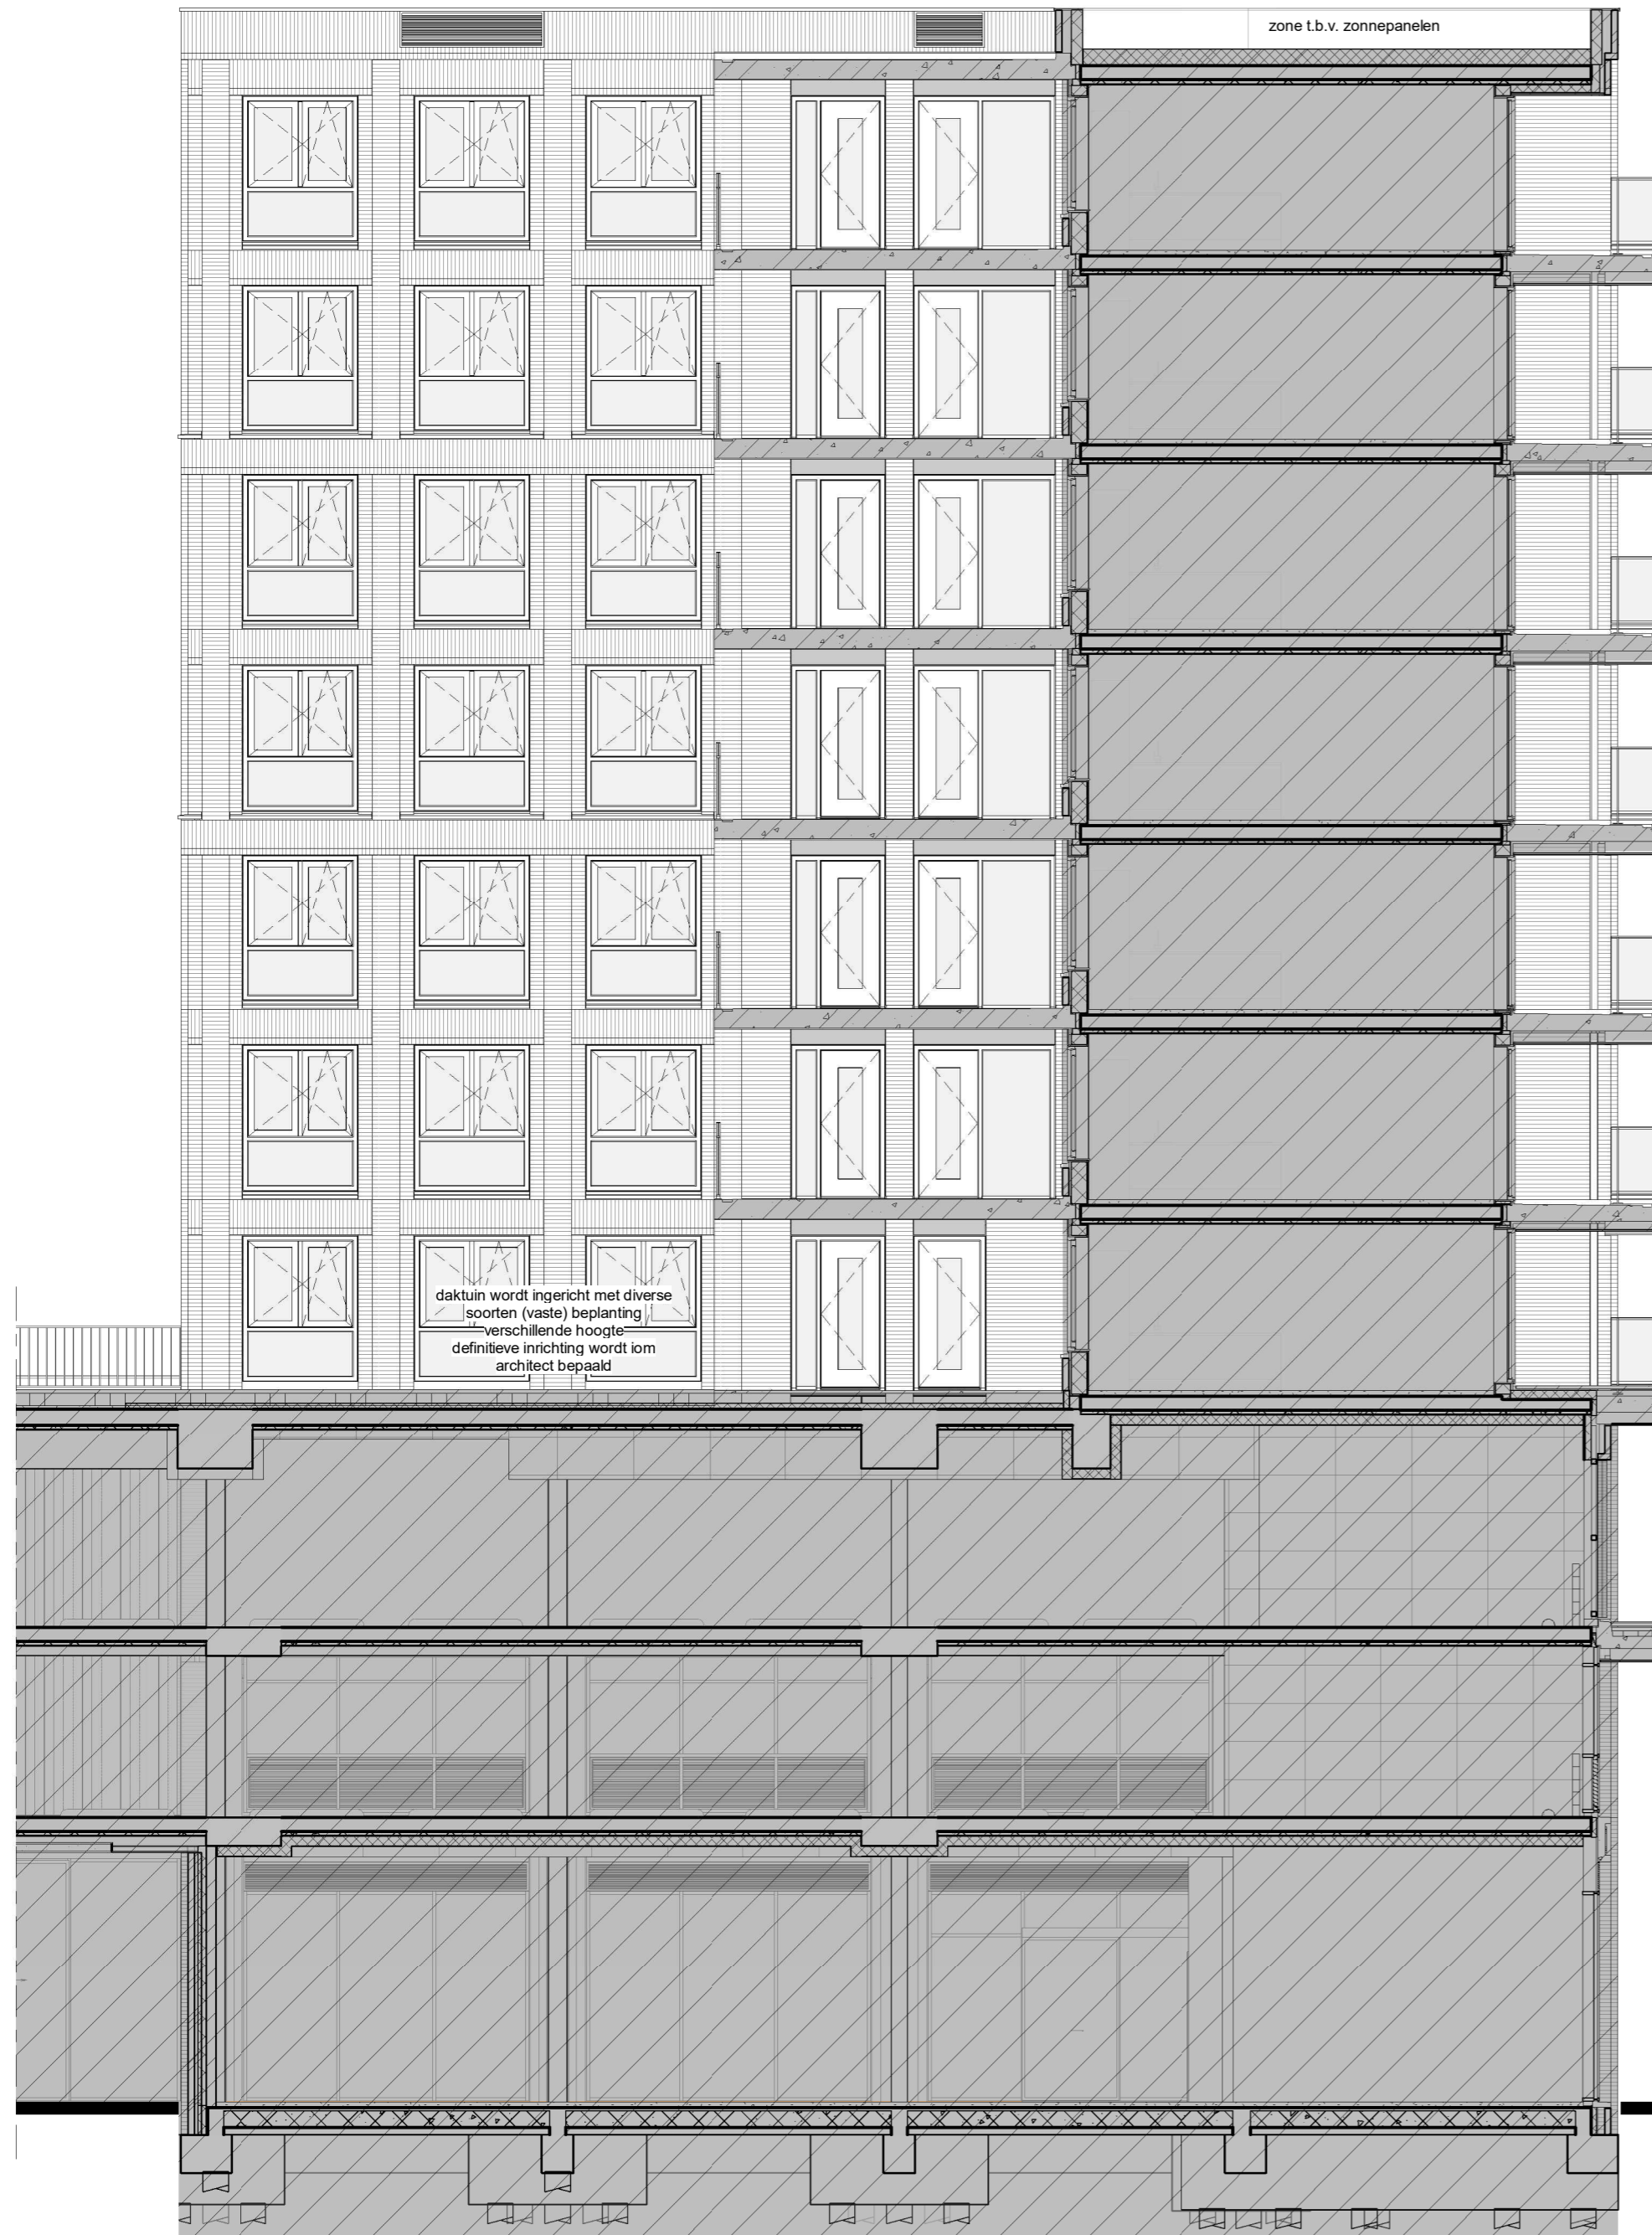 zone t.b.v. zonnepanelen
daktuin wordt ingericht met diverse
soorten (vaste) beplanting
verschillende hoogte
definitieve inrichting wordt iom
architect bepaald